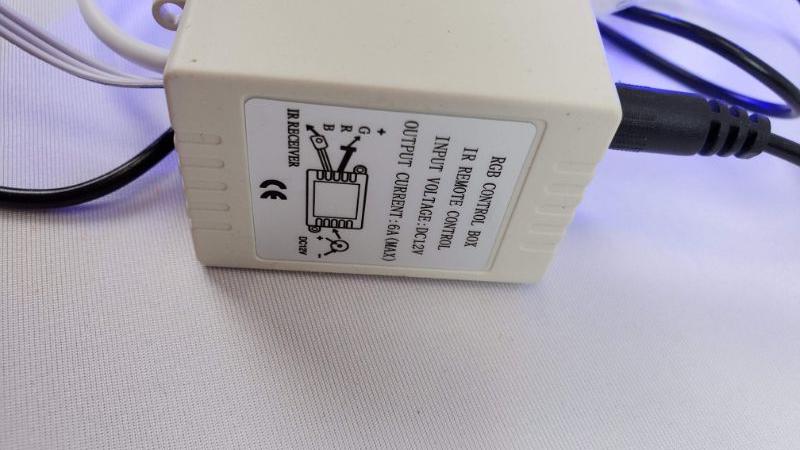 RGB CONTROL BOX
IR REMOTE CONTROL
INPUT VOLTAGE:DC12V
OUTPUT CURRENT:6A(MAX)
+
G
R
B
IR RECEIVER
+
-
DC12V
CE